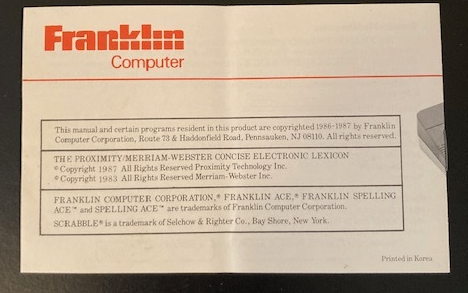 Franklin
Computer
This manual and certain programs resident in this product are copyrighted 1986-1987 by Franklin
Computer Corporation, Route 73 & Haddonfield Road, Pennsauken, NJ 08110. All rights reserved.
THE PROXIMITY/MERRIAM-WEBSTER CONCISE ELECTRONIC LEXICON
© Copyright 1987 All Rights Reserved Proximity Technology Inc.
© Copyright 1983 All Rights Reserved Merriam-Webster Inc.
FRANKLIN COMPUTER CORPORATION,® FRANKLIN ACE,® FRANKLIN SPELLING
ACE™ and SPELLING ACE™ are trademarks of Franklin Computer Corporation.
SCRABBLE® is a trademark of Selchow & Righter Co., Bay Shore, New York.
Printed in Korea